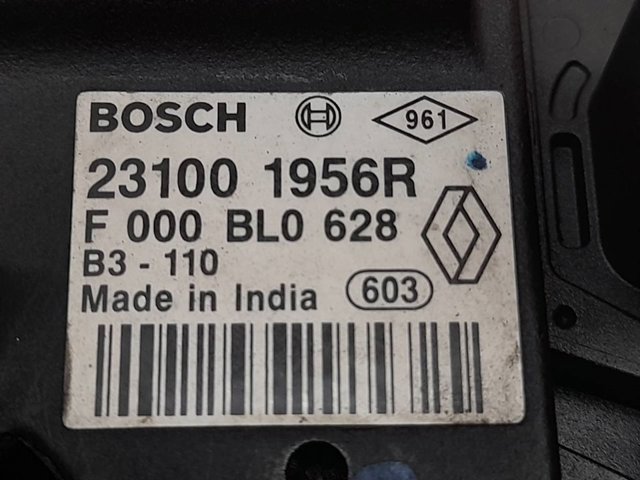 BOSCH 961
23100 1956R
F 000 BL0 628
B3 - 110
Made in India 603